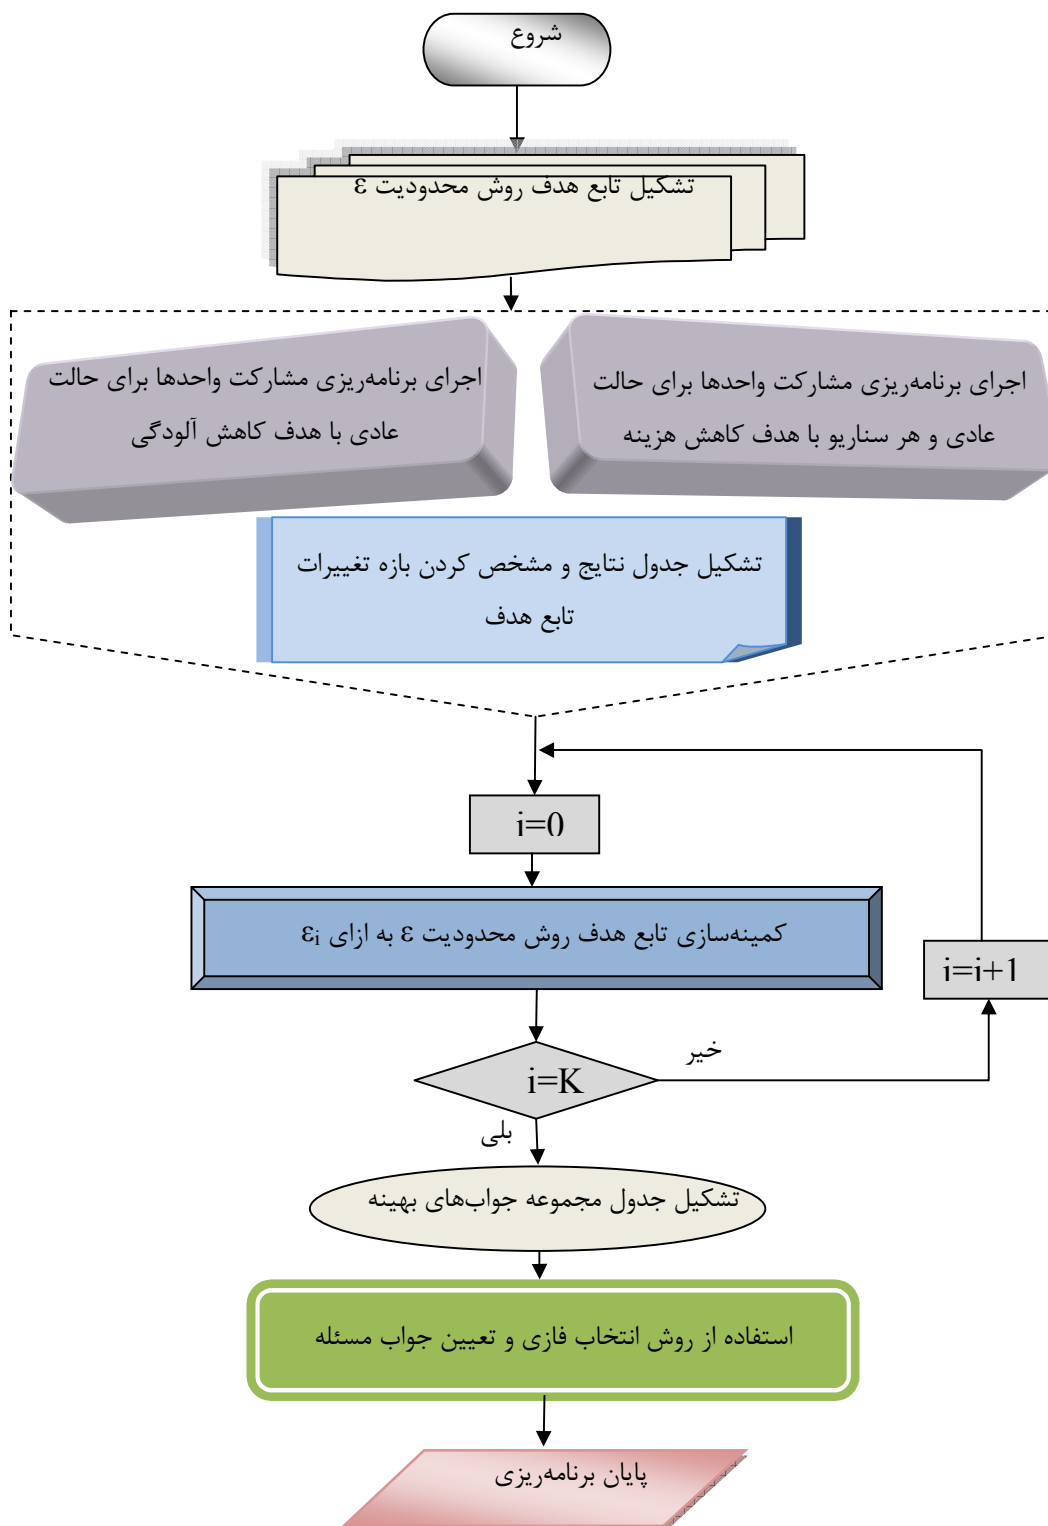 شروع
تشکیل تابع هدف روش محدودیت ε
اجرای برنامه‌ریزی مشارکت واحدها برای حالت
عادی و هر سناریو با هدف کاهش هزینه
اجرای برنامه‌ریزی مشارکت واحدها برای حالت
عادی با هدف کاهش آلودگی
تشکیل جدول نتایج و مشخص کردن بازه تغییرات
تابع هدف
i=0
کمینه‌سازی تابع هدف روش محدودیت ε به ازای εi
i=i+1
خیر
i=K
بلی
تشکیل جدول مجموعه جواب‌های بهینه
استفاده از روش انتخاب فازی و تعیین جواب مسئله
پایان برنامه‌ریزی